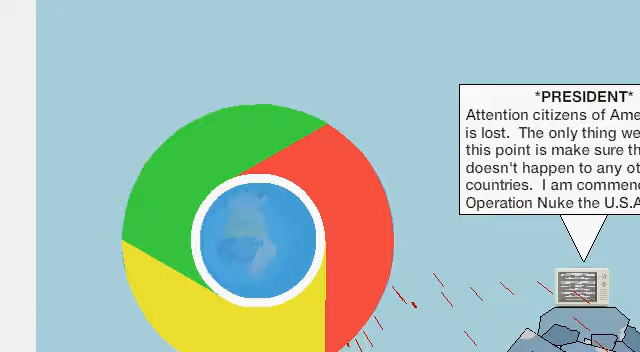 *PRESIDENT*
Attention citizens of Ame
is lost.  The only thing we
this point is make sure th
doesn't happen to any ot
countries.  I am commen
Operation Nuke the U.S.A